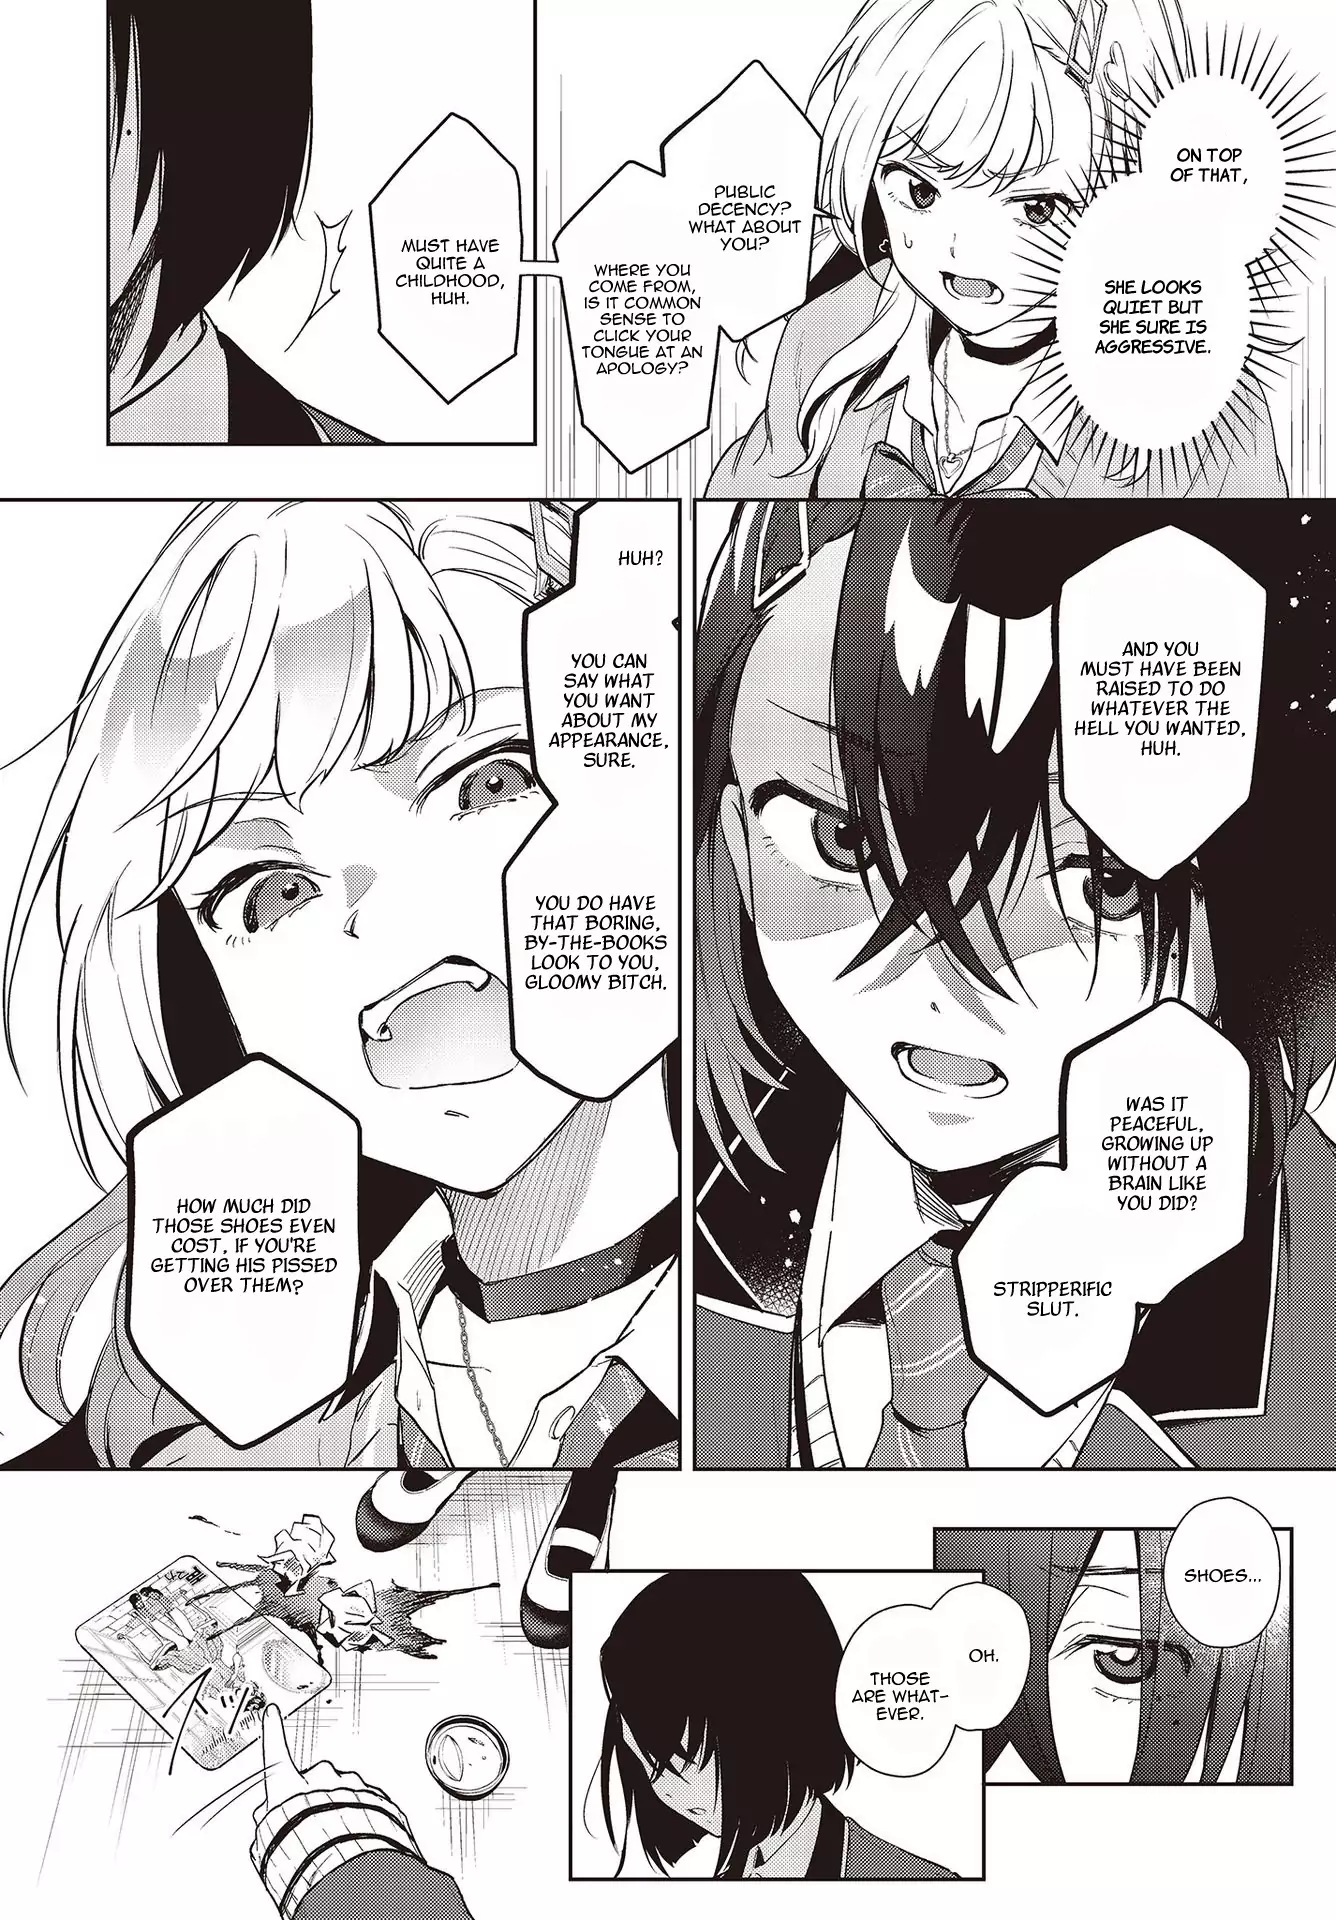 ON TOP
OF THAT,
SHE LOOKS
QUIET BUT
SHE SURE IS
AGGRESSIVE.
PUBLIC
DECENCY?
WHAT ABOUT
YOU?
WHERE YOU
COME FROM,
IS IT COMMON
SENSE TO
CLICK YOUR
TONGUE AT AN
APOLOGY?
MUST HAVE
QUITE A
CHILDHOOD,
HUH.
AND YOU
MUST HAVE BEEN
RAISED TO DO
WHATEVER THE
HELL YOU WANTED,
HUH.
WAS IT
PEACEFUL,
GROWING UP
WITHOUT A
BRAIN LIKE
YOU DID?
STRIPPERIFIC
SLUT.
HUH?
YOU CAN
SAY WHAT
YOU WANT
ABOUT MY
APPEARANCE,
SURE.
YOU DO HAVE
THAT BORING,
BY-THE-BOOKS
LOOK TO YOU,
GLOOMY BITCH.
HOW MUCH DID
THOSE SHOES EVEN
COST, IF YOU'RE
GETTING HIS PISSED
OVER THEM?
SHOES...
OH.
THOSE
ARE WHAT-
EVER.
スッ